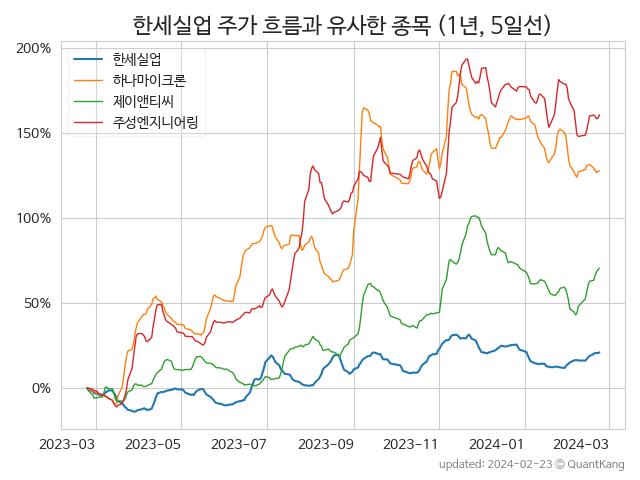 한세실업 주가 흐름과 유사한 종목 (1년, 5일선)
200%
150%
100%
50%
0%
한세실업
하나마이크론
제이앤티씨
주성엔지니어링
2023-03 2023-05 2023-07 2023-09 2023-11 2024-01 2024-03
updated: 2024-02-23 © QuantKang